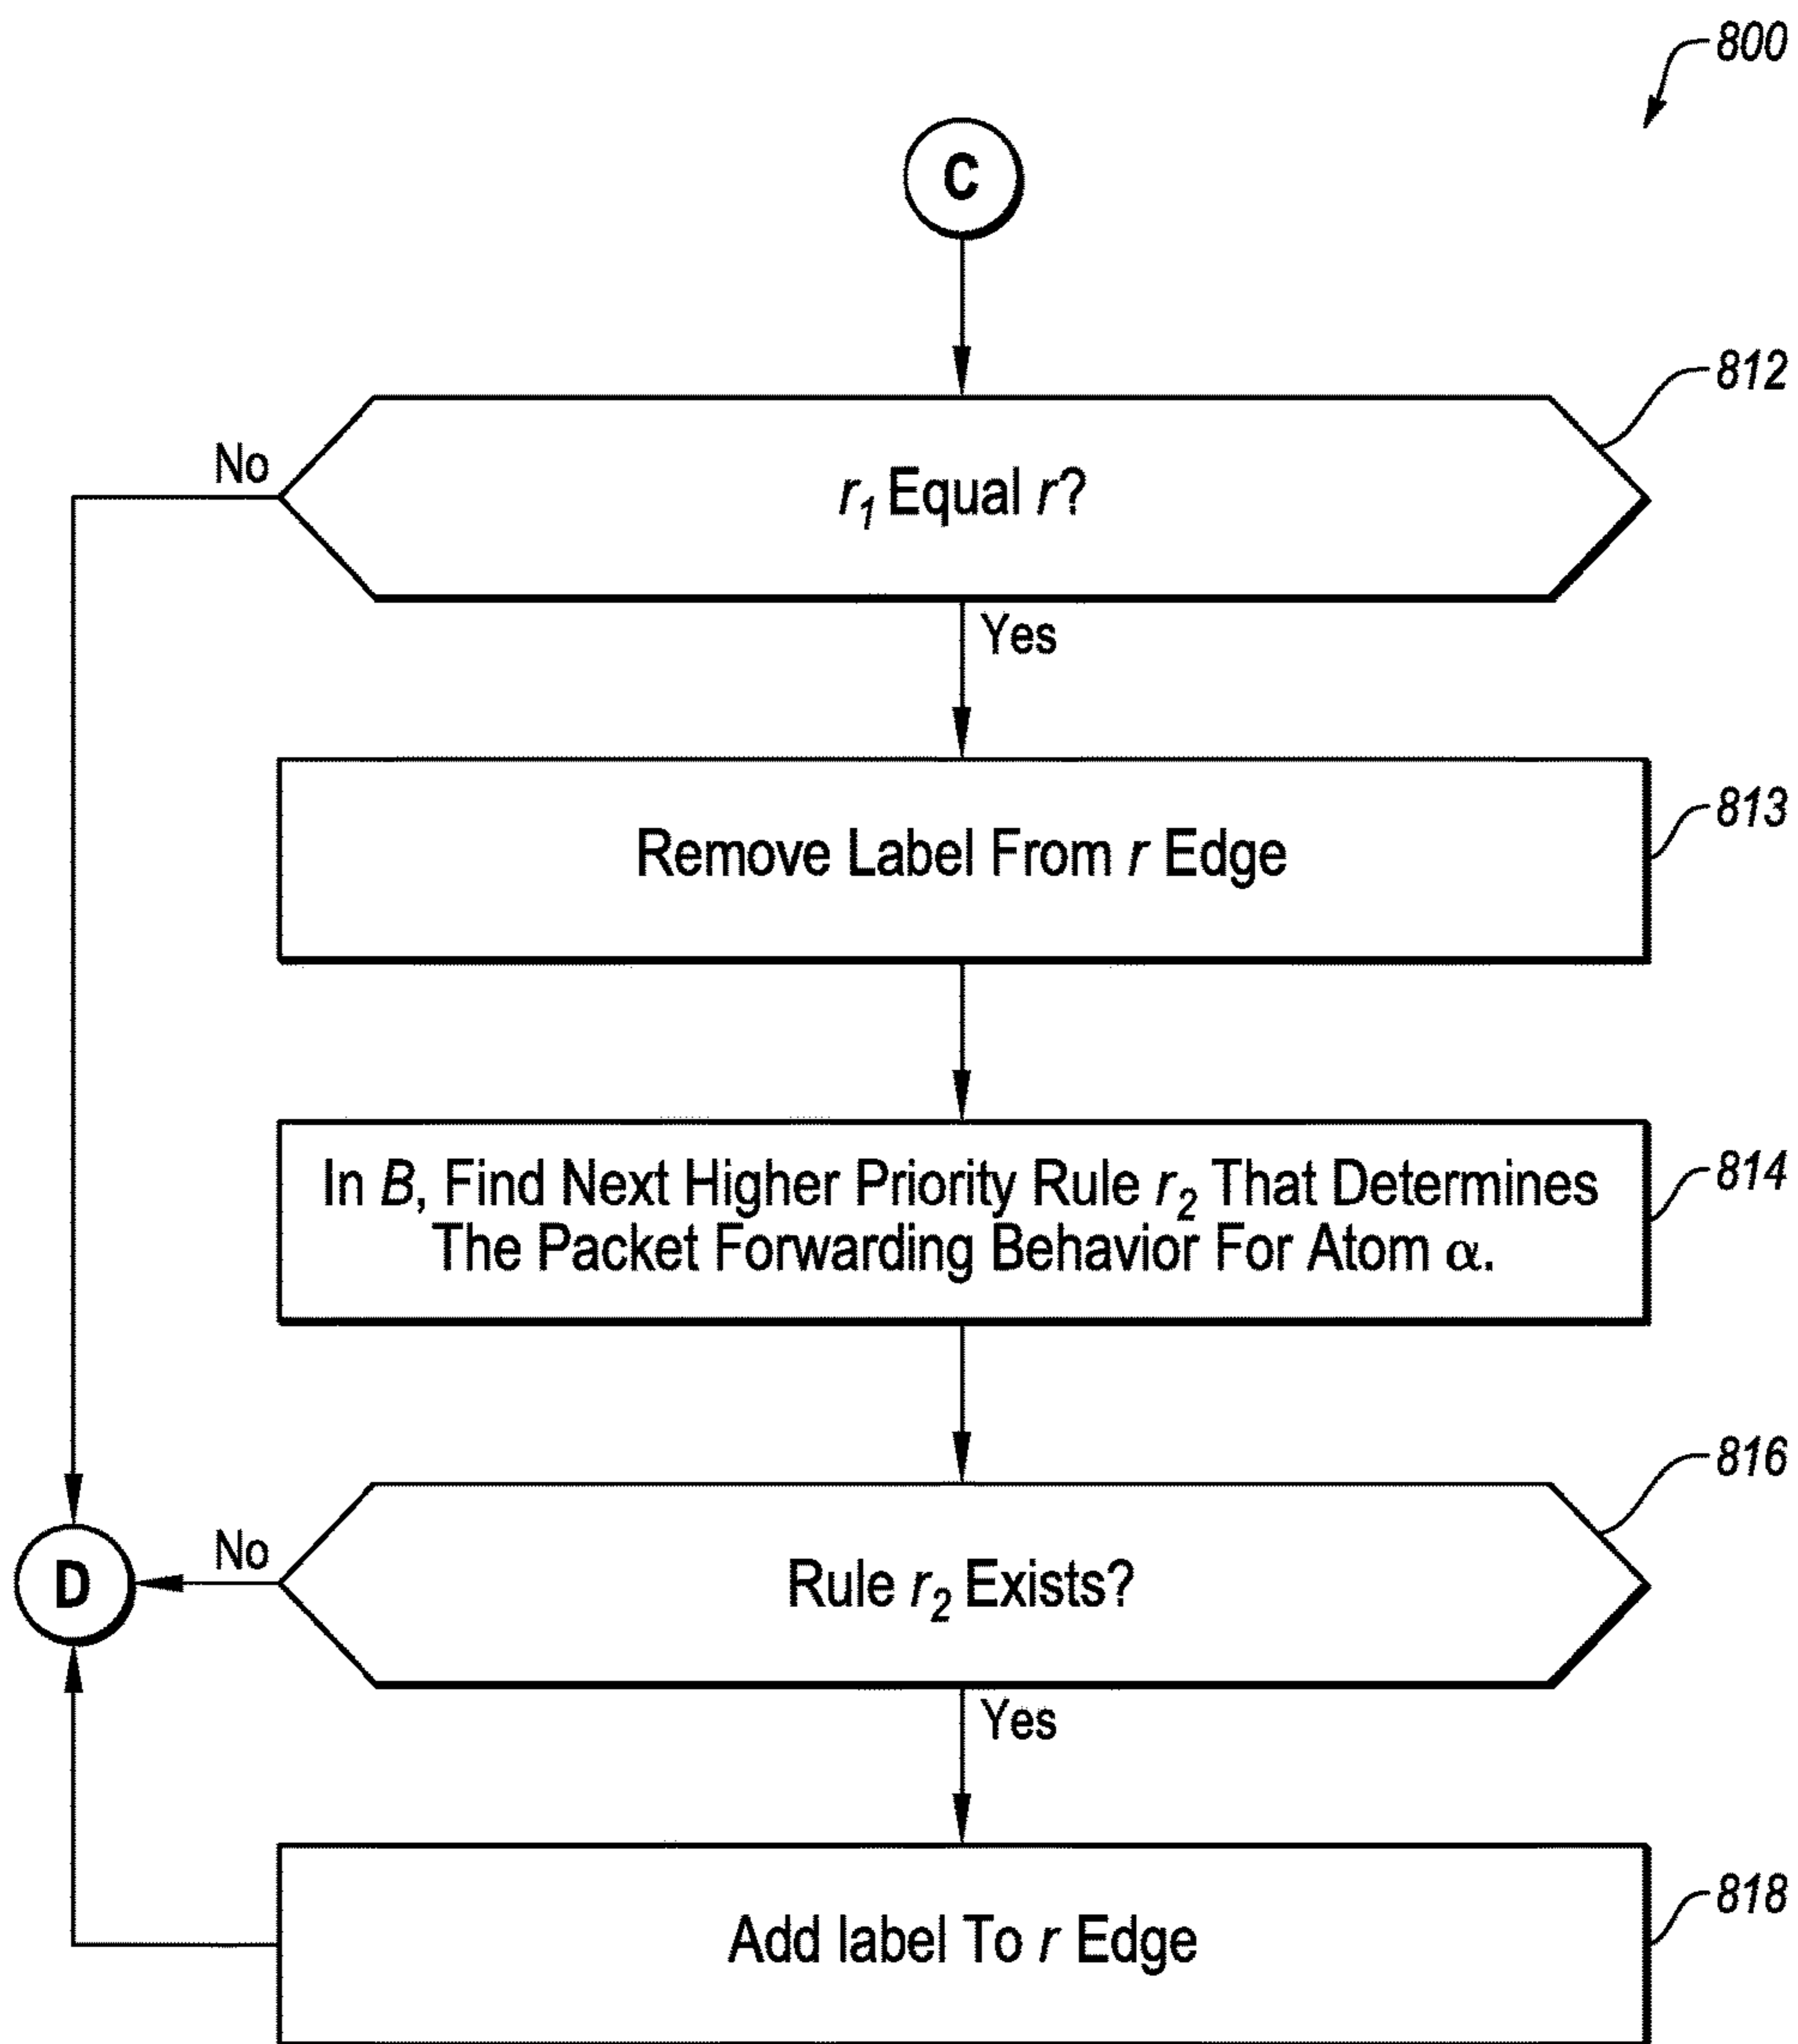 800
C
812
No
r₁ Equal r?
Yes
813
Remove Label From r Edge
814
In B, Find Next Higher Priority Rule r₂ That Determines
The Packet Forwarding Behavior For Atom α.
816
No
D
Rule r₂ Exists?
Yes
818
Add label To r Edge